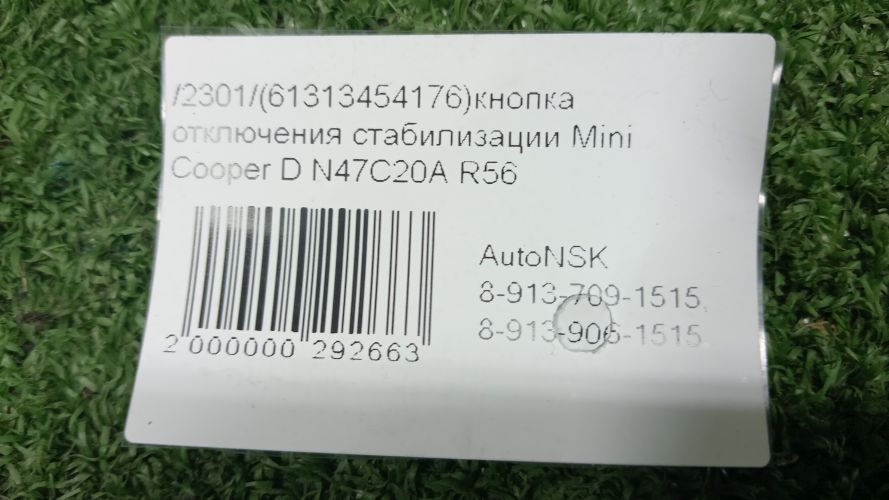 /2301/(61313454176)кнопка
отключения стабилизации Mini
Cooper D N47C20A R56
AutoNSK
8-913-709-1515
8-913-906-1515
2 000000 292663